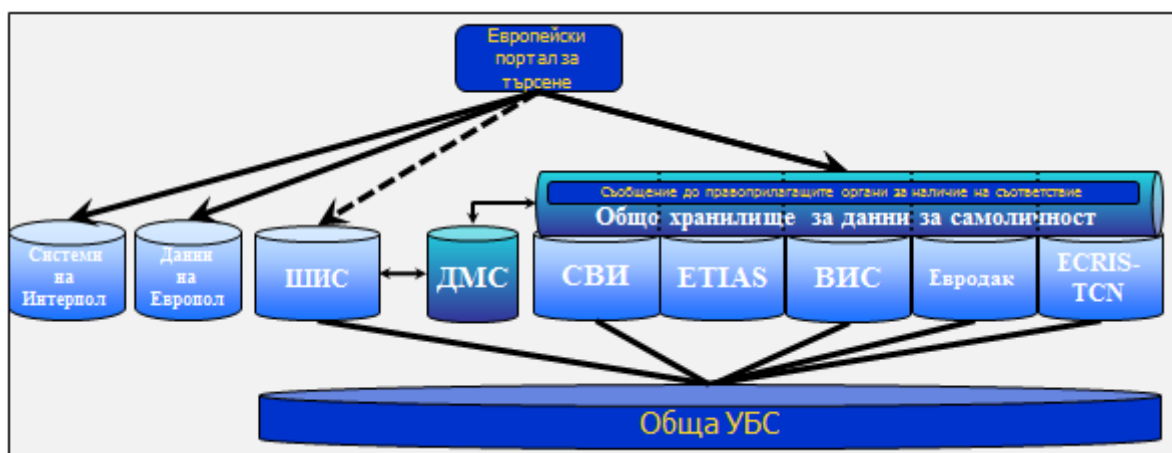 Европейски
портал за
търсене
Съобщение до правоприлагащите органи за наличие на съответствие
Общо хранилище за данни за самоличност
Системи
на
Интерпол
Данни
на
Европол
ШИС
ДМС
СВИ
ETIAS
ВИС
Евродак
ECRIS-
TCN
Обща УБС